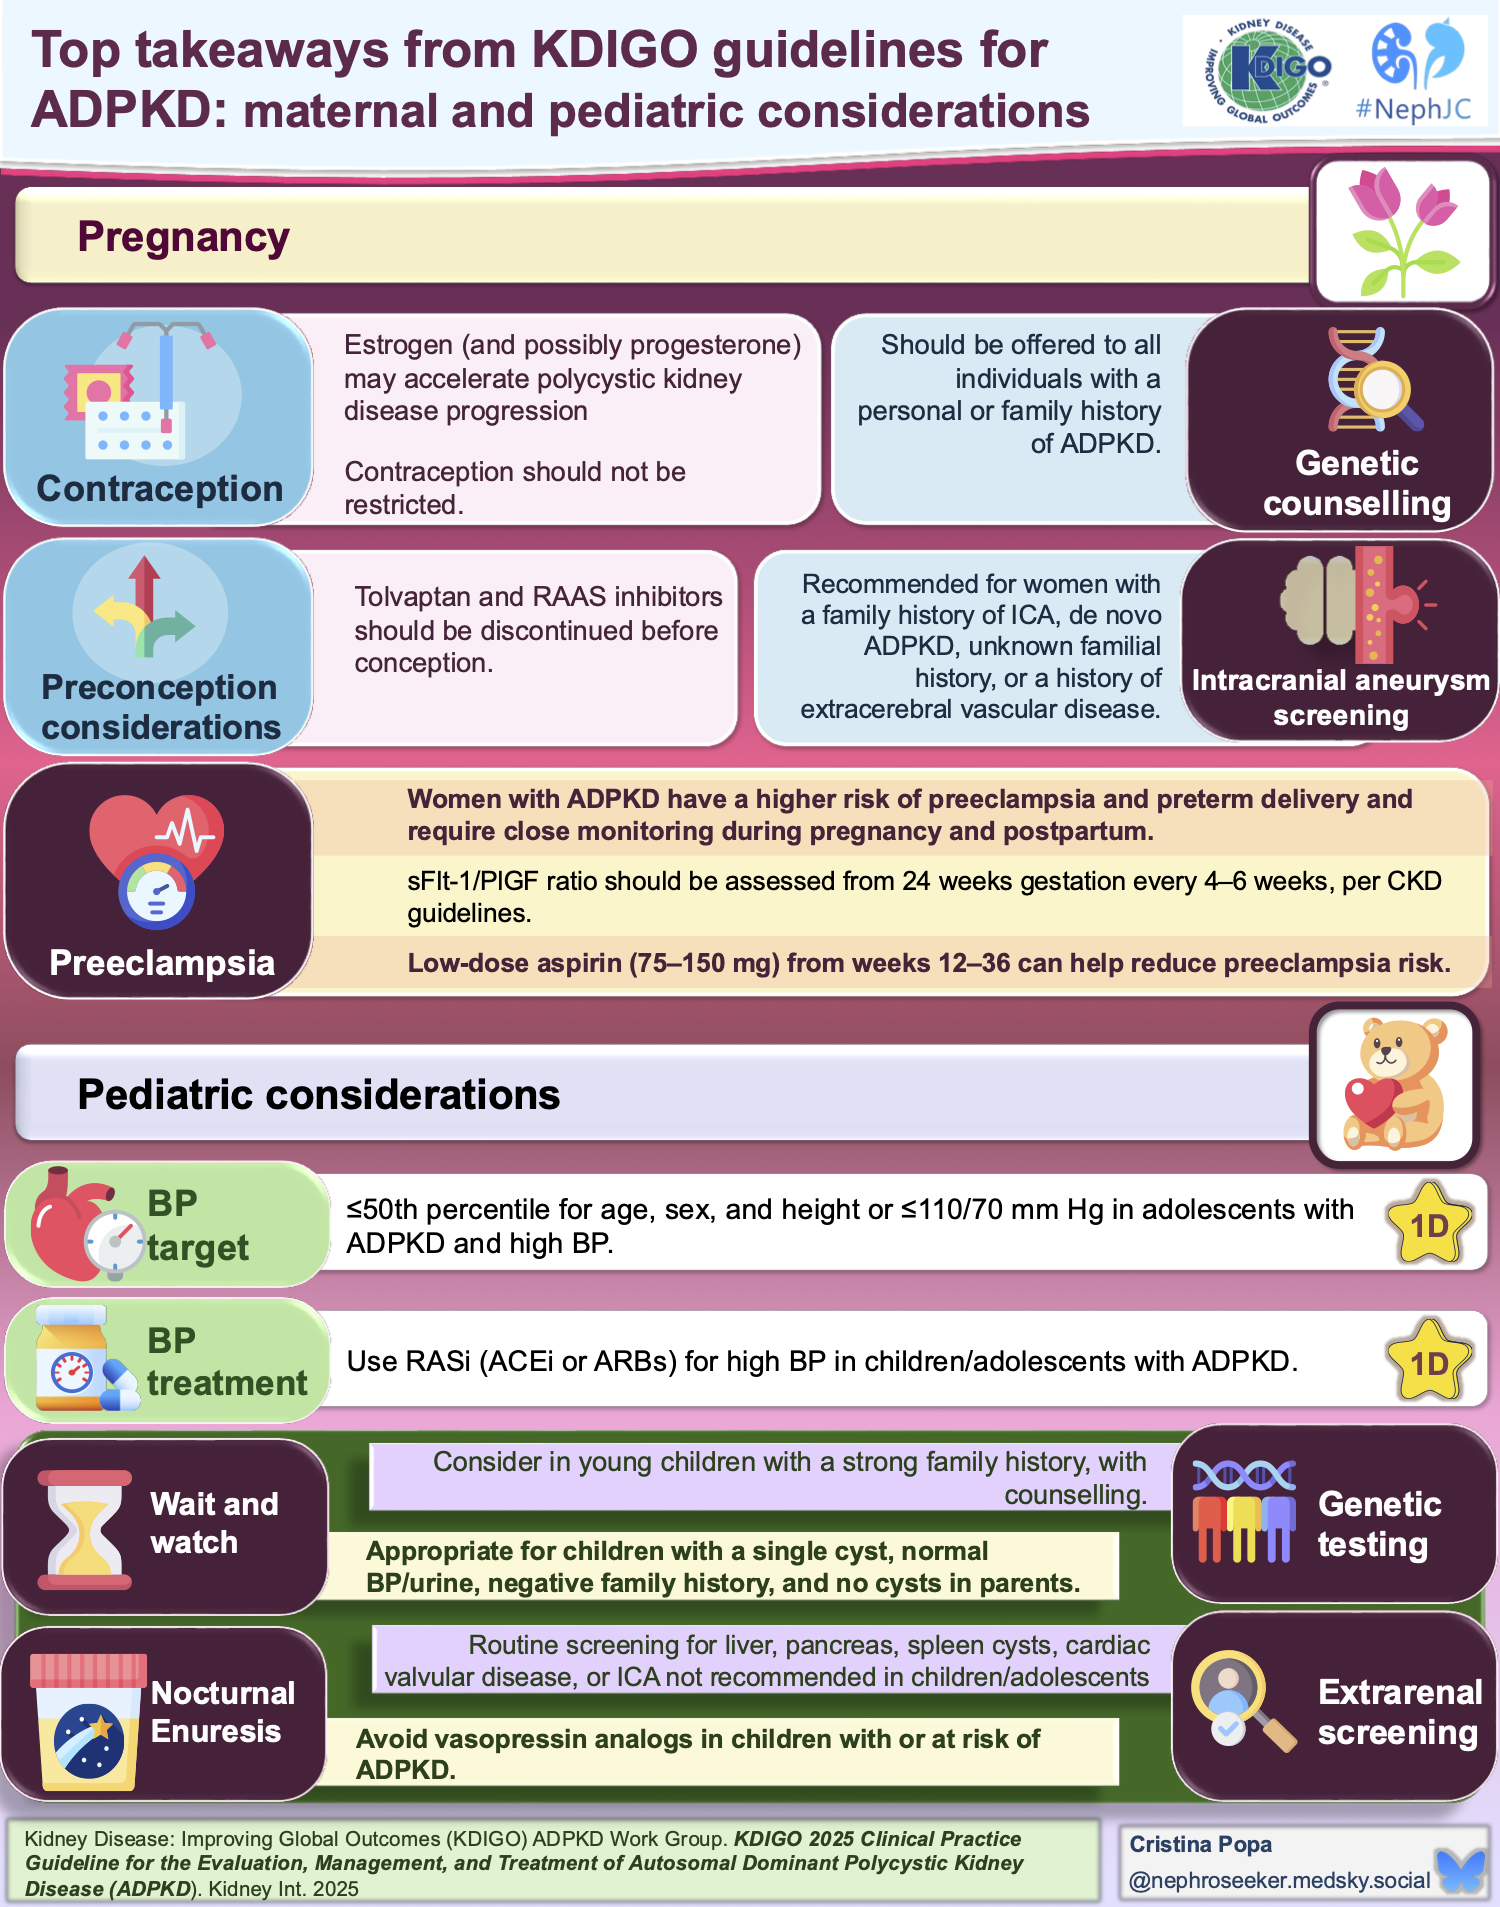 Top takeaways from KDIGO guidelines for
ADPKD: maternal and pediatric considerations
KIDNEY DISEASE
KDIGO
IMPROVING GLOBAL OUTCOMES
®
#NephJC
Pregnancy
Contraception
Estrogen (and possibly progesterone)
may accelerate polycystic kidney
disease progression
Contraception should not be
restricted.
Should be offered to all
individuals with a
personal or family history
of ADPKD.
Genetic
counselling
Preconception
considerations
Tolvaptan and RAAS inhibitors
should be discontinued before
conception.
Recommended for women with
a family history of ICA, de novo
ADPKD, unknown familial
history, or a history of
extracerebral vascular disease.
Intracranial aneurysm
screening
Preeclampsia
Women with ADPKD have a higher risk of preeclampsia and preterm delivery and
require close monitoring during pregnancy and postpartum.
sFlt-1/PlGF ratio should be assessed from 24 weeks gestation every 4–6 weeks, per CKD
guidelines.
Low-dose aspirin (75–150 mg) from weeks 12–36 can help reduce preeclampsia risk.
Pediatric considerations
BP
target
≤50th percentile for age, sex, and height or ≤110/70 mm Hg in adolescents with
ADPKD and high BP.
1D
BP
treatment
Use RASi (ACEi or ARBs) for high BP in children/adolescents with ADPKD.
1D
Wait and
watch
Consider in young children with a strong family history, with
counselling.
Genetic
testing
Appropriate for children with a single cyst, normal
BP/urine, negative family history, and no cysts in parents.
Nocturnal
Enuresis
Routine screening for liver, pancreas, spleen cysts, cardiac
valvular disease, or ICA not recommended in children/adolescents
Extrarenal
screening
Avoid vasopressin analogs in children with or at risk of
ADPKD.
Kidney Disease: Improving Global Outcomes (KDIGO) ADPKD Work Group. KDIGO 2025 Clinical Practice
Guideline for the Evaluation, Management, and Treatment of Autosomal Dominant Polycystic Kidney
Disease (ADPKD). Kidney Int. 2025
Cristina Popa
@nephroseeker.medsky.social